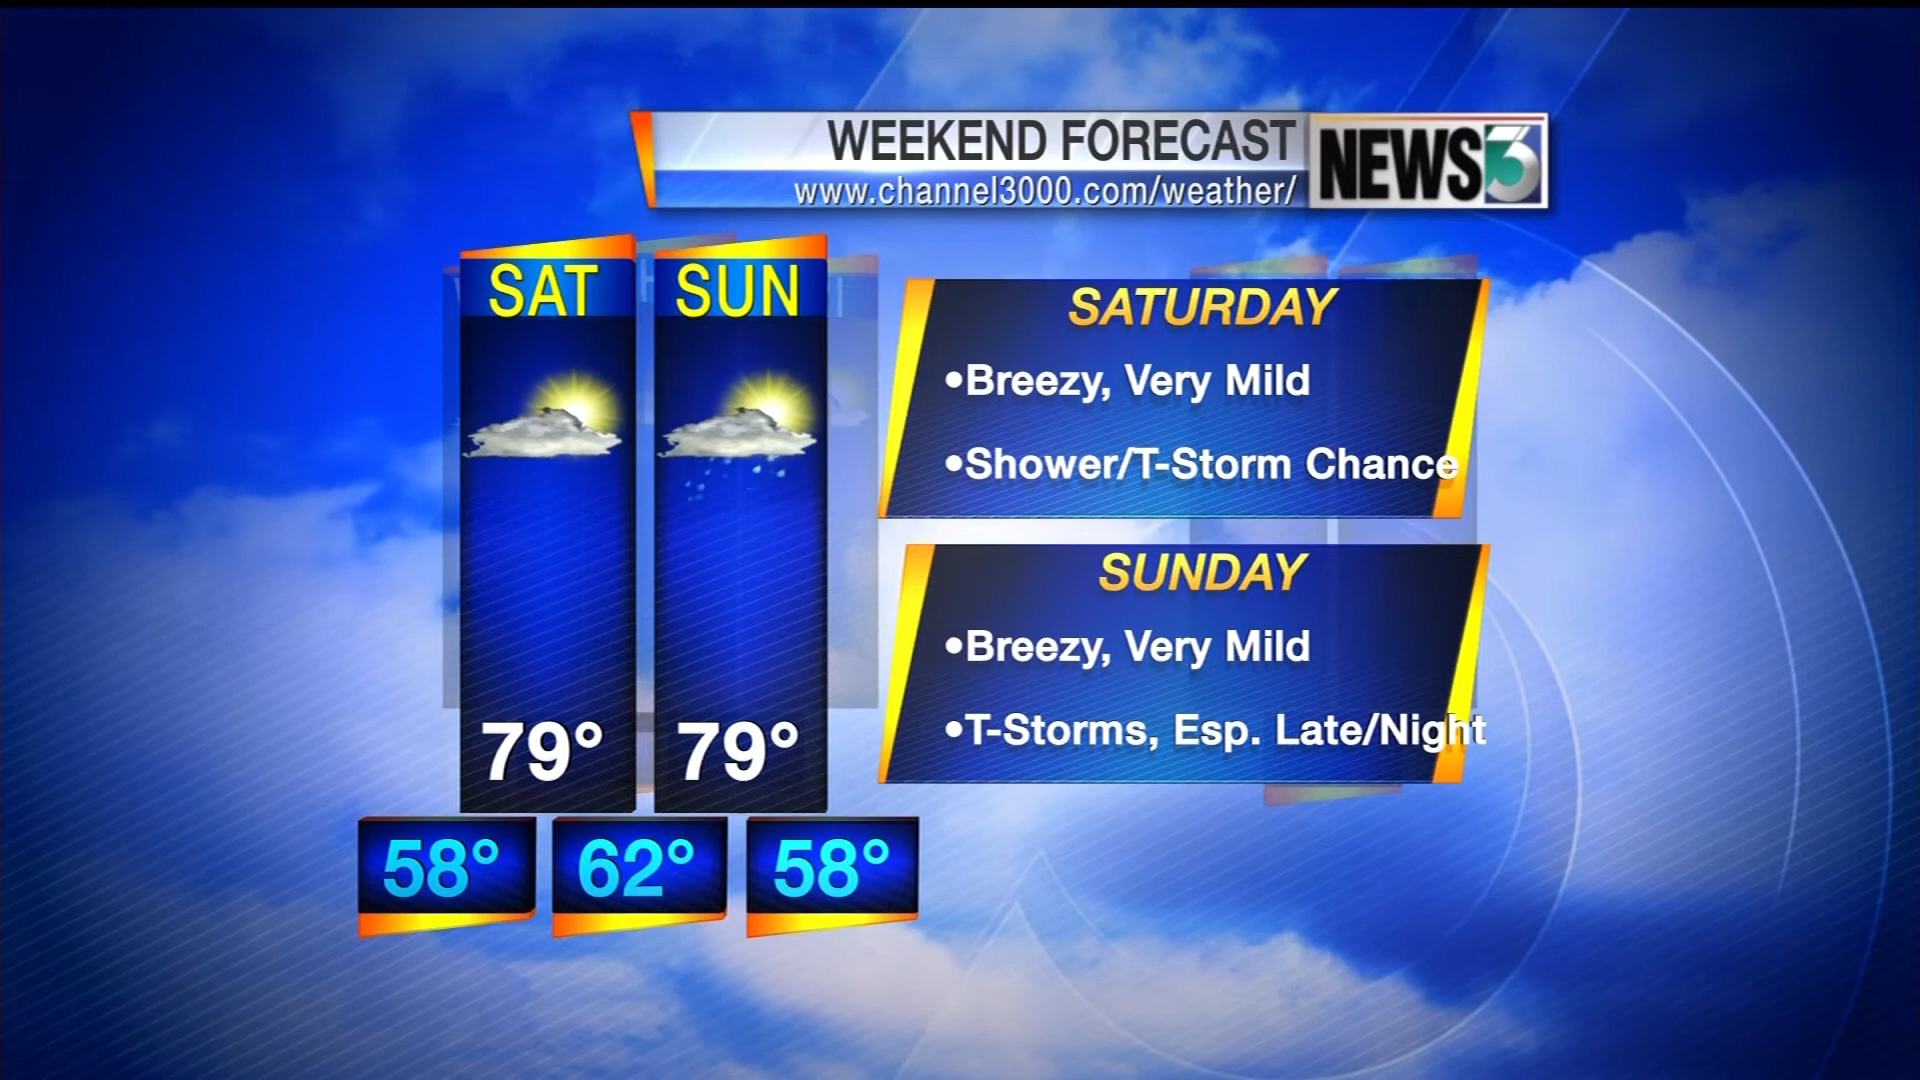 WEEKEND FORECAST
www.channel3000.com/weather/
NEWS3
SAT
SUN
79°
79°
58°
62°
58°
SATURDAY
•Breezy, Very Mild
•Shower/T-Storm Chance
SUNDAY
•Breezy, Very Mild
•T-Storms, Esp. Late/Night